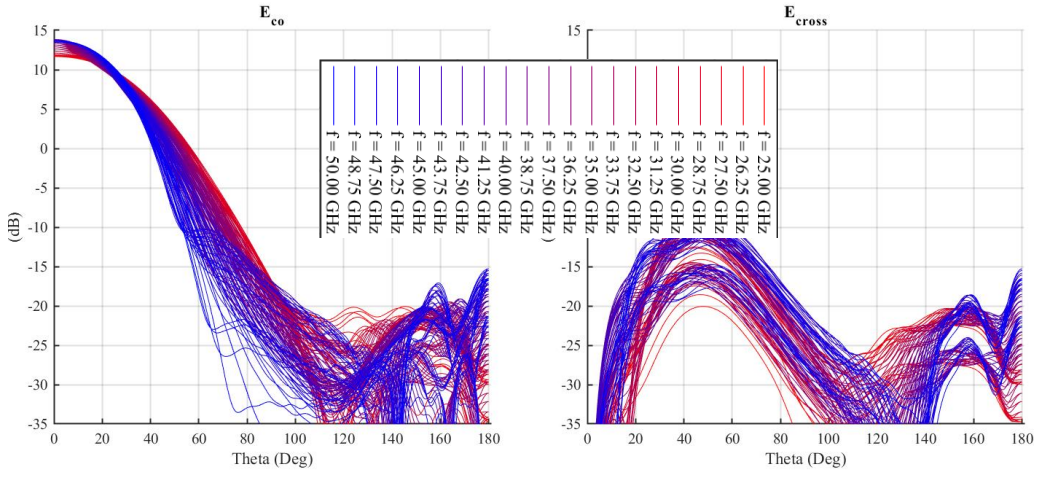 E_co
15
10
5
0
-5
-10
-15
-20
-25
-30
-35
(dB)
0
20
40
60
80
100
120
140
160
180
Theta (Deg)
f = 50.00 GHz
f = 48.75 GHz
f = 47.50 GHz
f = 46.25 GHz
f = 45.00 GHz
f = 43.75 GHz
f = 42.50 GHz
f = 41.25 GHz
f = 40.00 GHz
f = 38.75 GHz
f = 37.50 GHz
f = 36.25 GHz
f = 35.00 GHz
f = 33.75 GHz
f = 32.50 GHz
f = 31.25 GHz
f = 30.00 GHz
f = 28.75 GHz
f = 27.50 GHz
f = 26.25 GHz
f = 25.00 GHz
E_cross
15
-15
-20
-25
-30
-35
0
20
40
60
80
100
120
140
160
180
Theta (Deg)